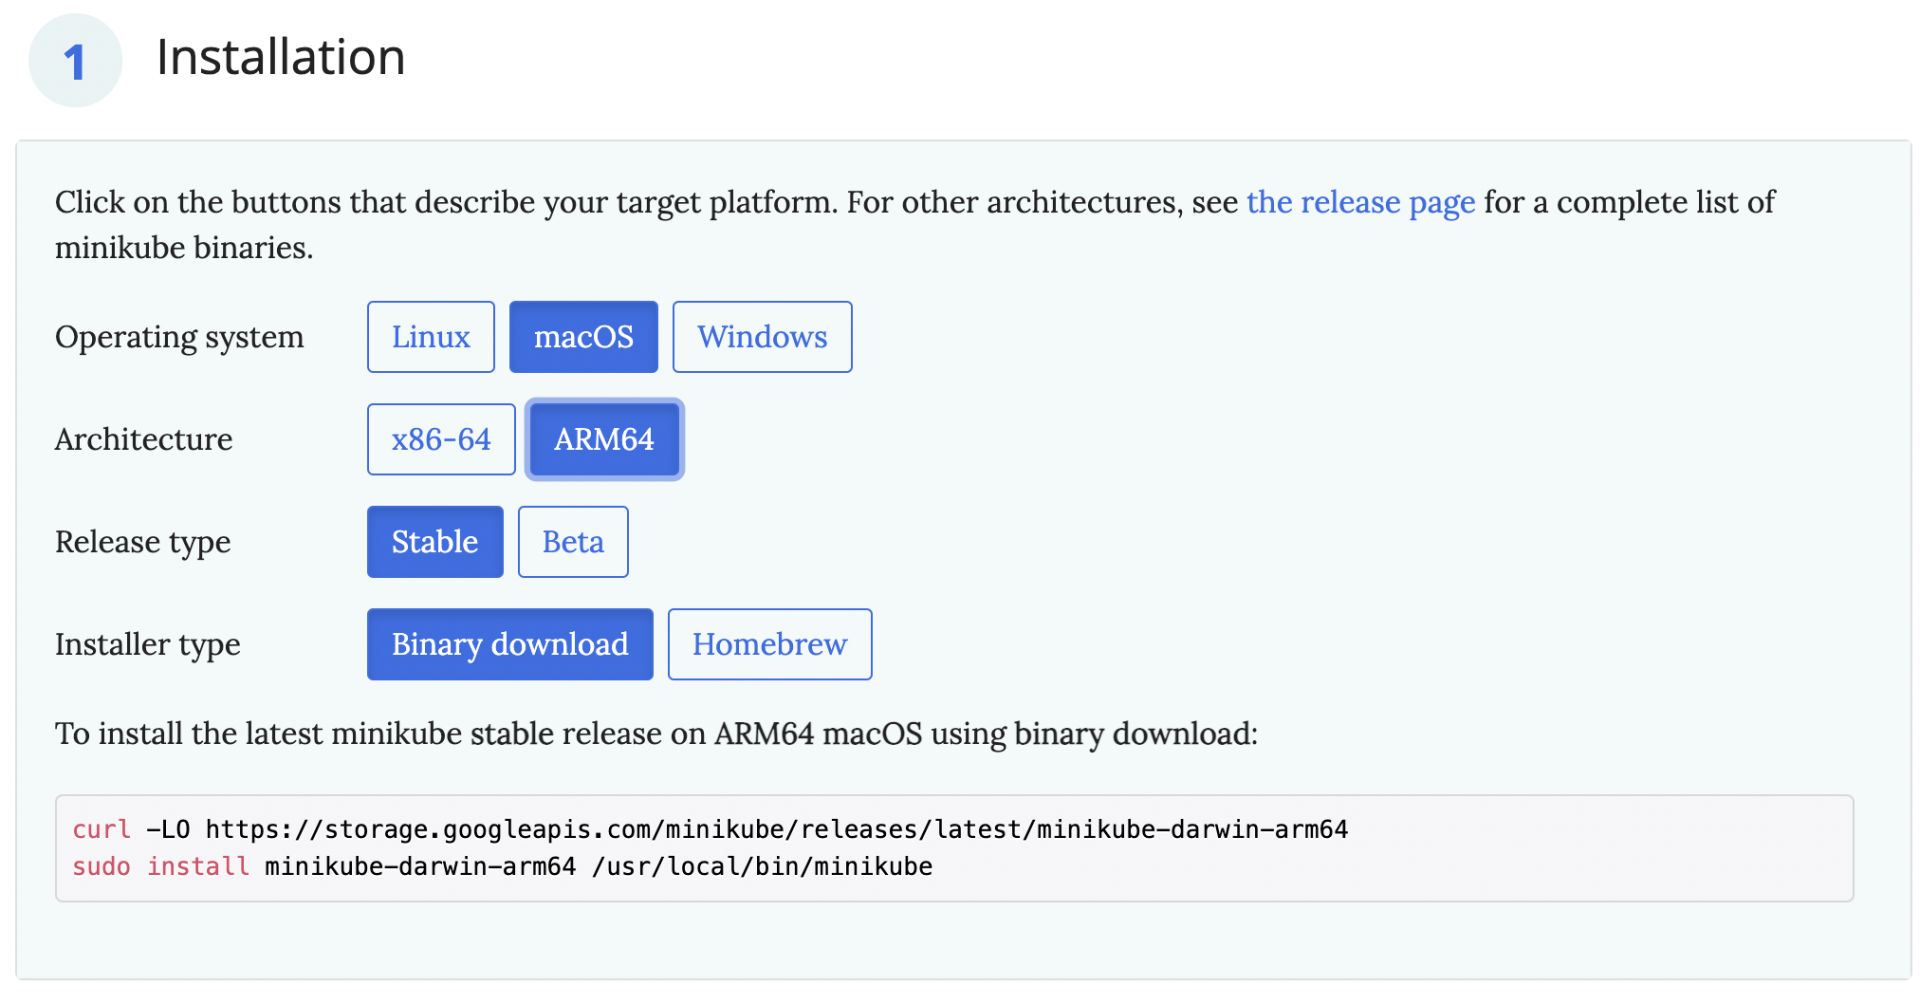 1
Installation
Click on the buttons that describe your target platform. For other architectures, see the release page for a complete list of
minikube binaries.
Operating system Linux macOS Windows
Architecture x86-64 ARM64
Release type Stable Beta
Installer type Binary download Homebrew
To install the latest minikube stable release on ARM64 macOS using binary download:
curl -LO https://storage.googleapis.com/minikube/releases/latest/minikube-darwin-arm64
sudo install minikube-darwin-arm64 /usr/local/bin/minikube